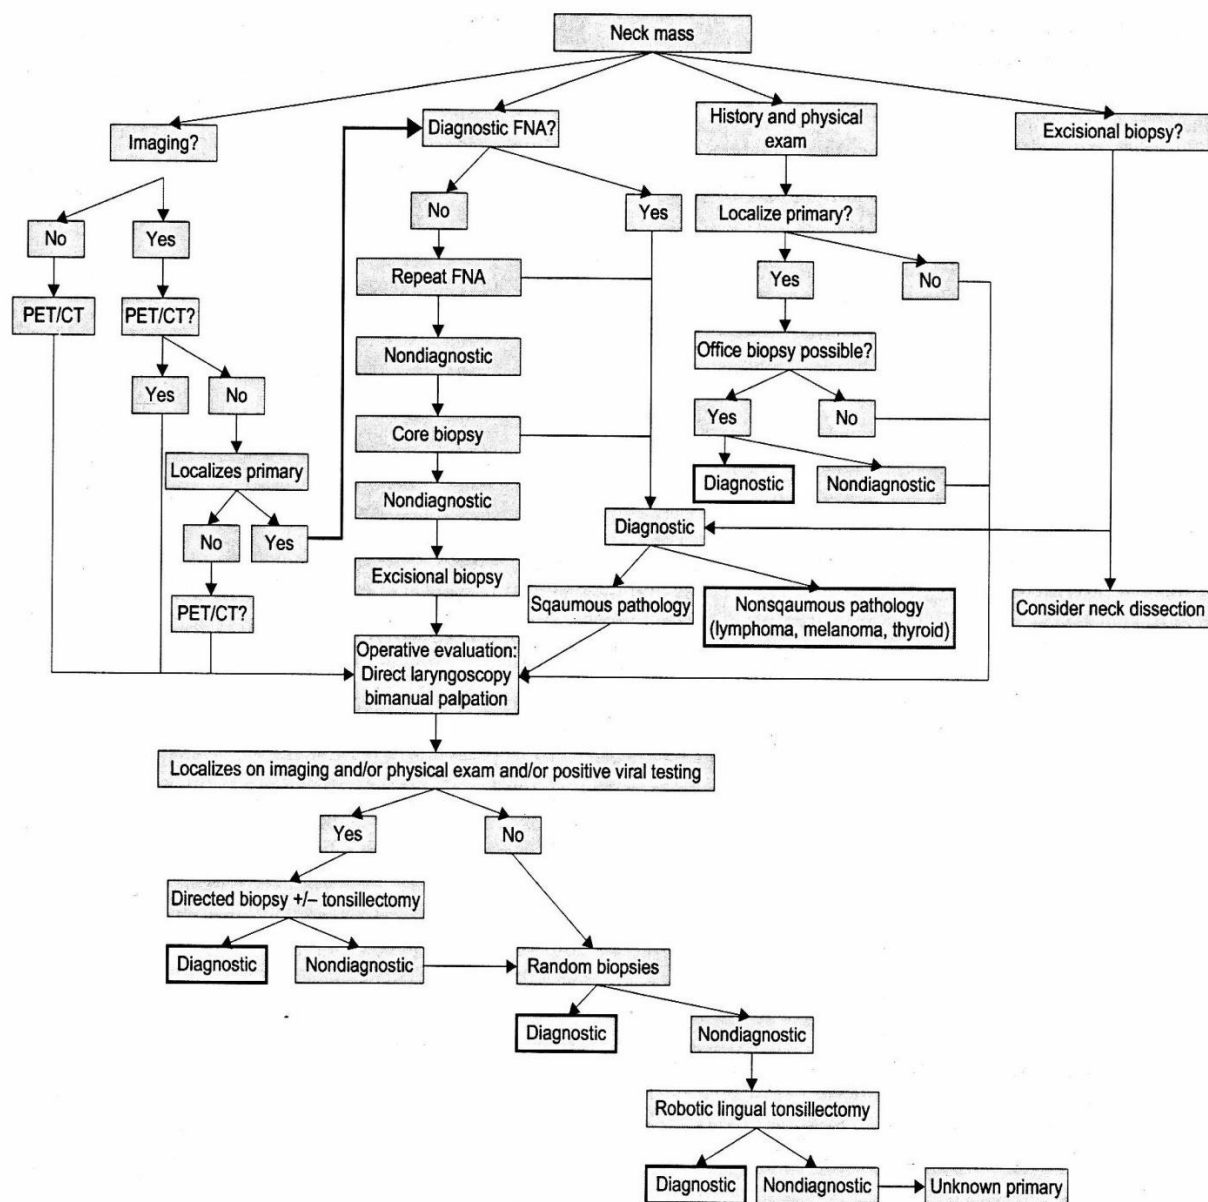 Neck mass
Imaging?
Diagnostic FNA?
History and physical
exam
Excisional biopsy?
No
Yes
No
Yes
Localize primary?
PET/CT
PET/CT?
Repeat FNA
Yes
No
Yes
No
Nondiagnostic
Office biopsy possible?
Localizes primary
Core biopsy
Yes
No
No
Yes
Nondiagnostic
Diagnostic
Nondiagnostic
PET/CT?
Excisional biopsy
Diagnostic
Sqaumous pathology
Nonsqaumous pathology
(lymphoma, melanoma, thyroid)
Consider neck dissection
Operative evaluation:
Direct laryngoscopy
bimanual palpation
Localizes on imaging and/or physical exam and/or positive viral testing
Yes
No
Directed biopsy +/– tonsillectomy
Diagnostic
Nondiagnostic
Random biopsies
Diagnostic
Nondiagnostic
Robotic lingual tonsillectomy
Diagnostic
Nondiagnostic
Unknown primary